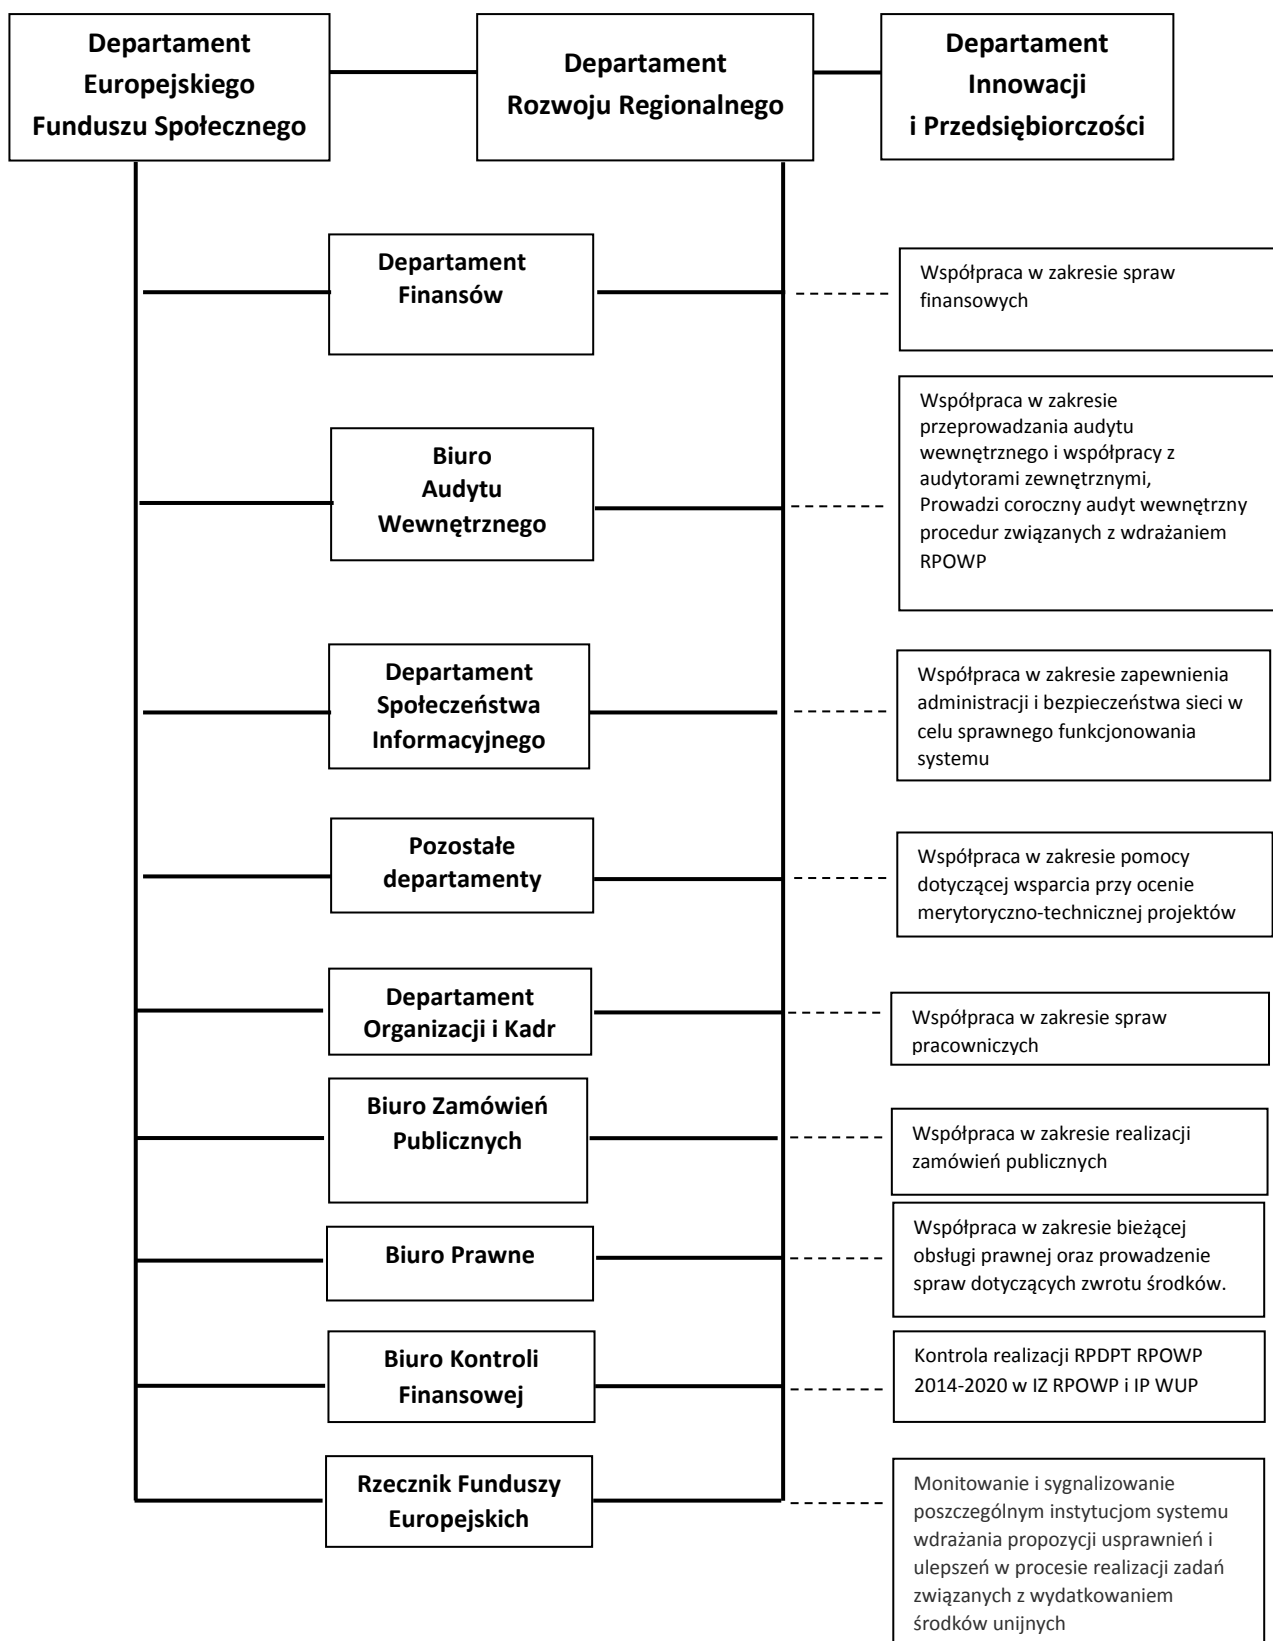 Departament
Europejskiego
Funduszu Społecznego
Departament
Rozwoju Regionalnego
Departament
Innowacji
i Przedsiębiorczości
Departament
Finansów
Współpraca w zakresie spraw
finansowych
Biuro
Audytu
Wewnętrznego
Współpraca w zakresie
przeprowadzania audytu
wewnętrznego i współpracy z
audytorami zewnętrznymi,
Prowadzi coroczny audyt wewnętrzny
procedur związanych z wdrażaniem
RPOWP
Departament
Społeczeństwa
Informacyjnego
Współpraca w zakresie zapewnienia
administracji i bezpieczeństwa sieci w
celu sprawnego funkcjonowania
systemu
Pozostałe
departamenty
Współpraca w zakresie pomocy
dotyczącej wsparcia przy ocenie
merytoryczno-technicznej projektów
Departament
Organizacji i Kadr
Współpraca w zakresie spraw
pracowniczych
Biuro Zamówień
Publicznych
Współpraca w zakresie realizacji
zamówień publicznych
Biuro Prawne
Współpraca w zakresie bieżącej
obsługi prawnej oraz prowadzenie
spraw dotyczących zwrotu środków.
Biuro Kontroli
Finansowej
Kontrola realizacji RPDPT RPOWP
2014-2020 w IZ RPOWP i IP WUP
Rzecznik Funduszy
Europejskich
Monitowanie i sygnalizowanie
poszczególnym instytucjom systemu
wdrażania propozycji usprawnień i
ulepszeń w procesie realizacji zadań
związanych z wydatkowaniem
środków unijnych